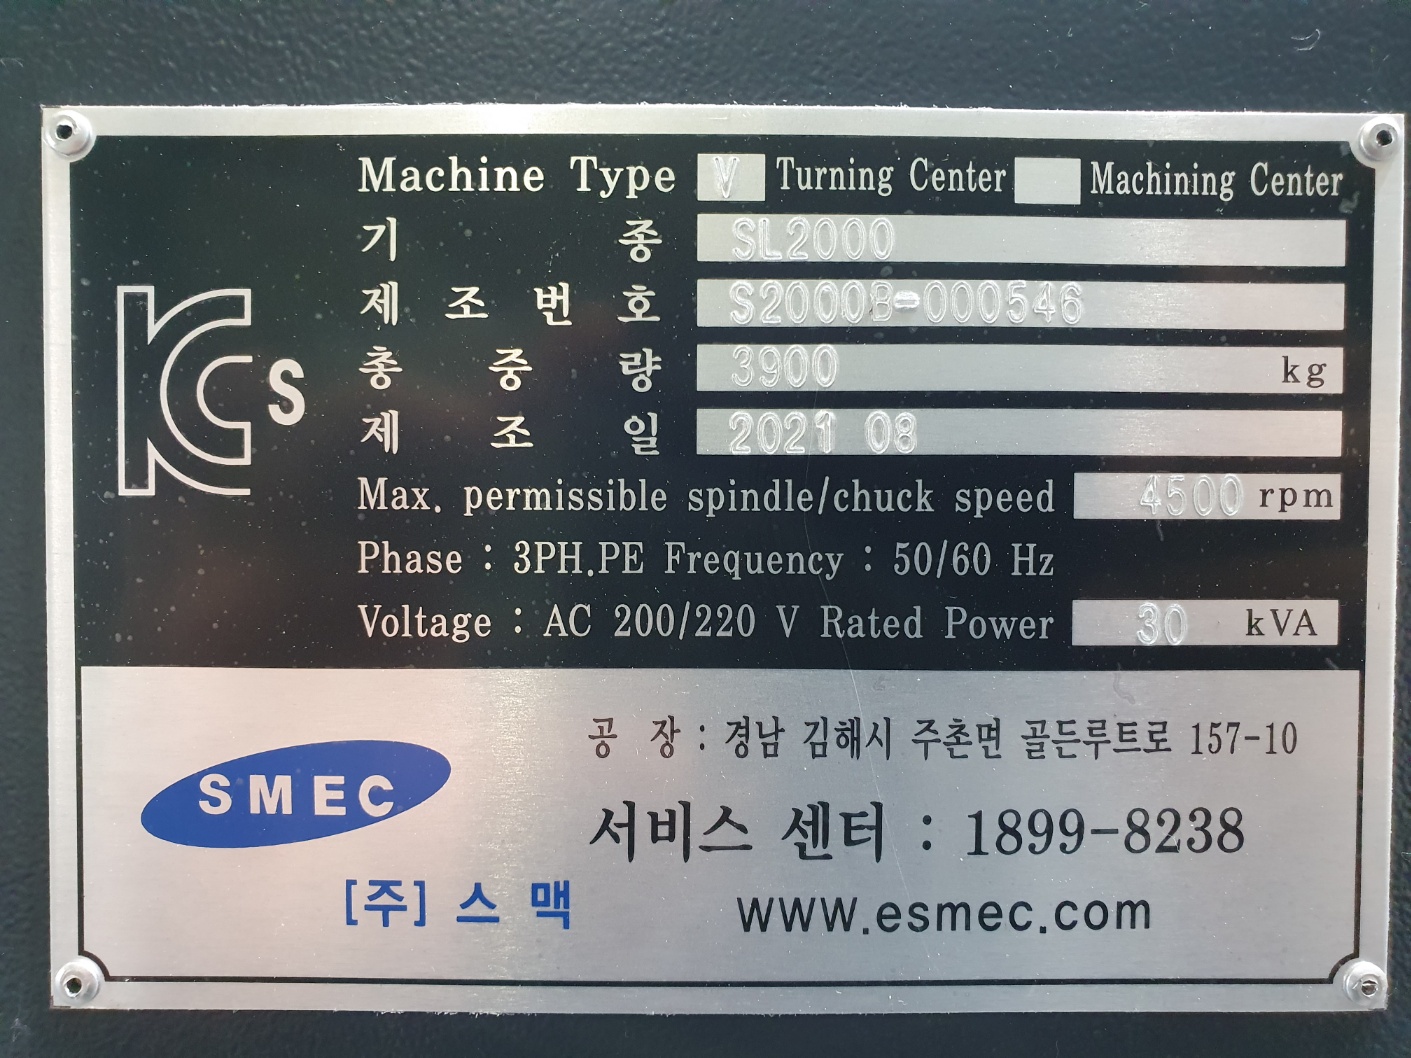 Machine Type V Turning Center Machining Center
기 종 SL2000
제 조 번 호 S2000B-000546
총 중 량 3900 kg
제 조 일 2021 08
Max. permissible spindle/chuck speed 4500 rpm
Phase : 3PH.PE Frequency : 50/60 Hz
Voltage : AC 200/220 V Rated Power 30 kVA
KCs
공 장 : 경남 김해시 주촌면 골든루트로 157-10
SMEC
서비스 센터 : 1899-8238
[주] 스 맥
www.esmec.com